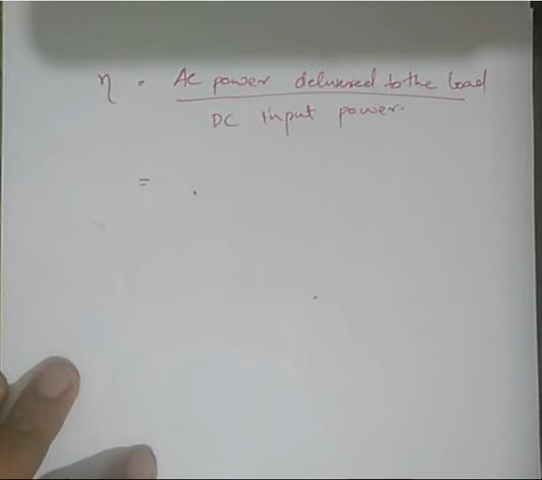 η = AC power delivered to the load
DC input power.
=